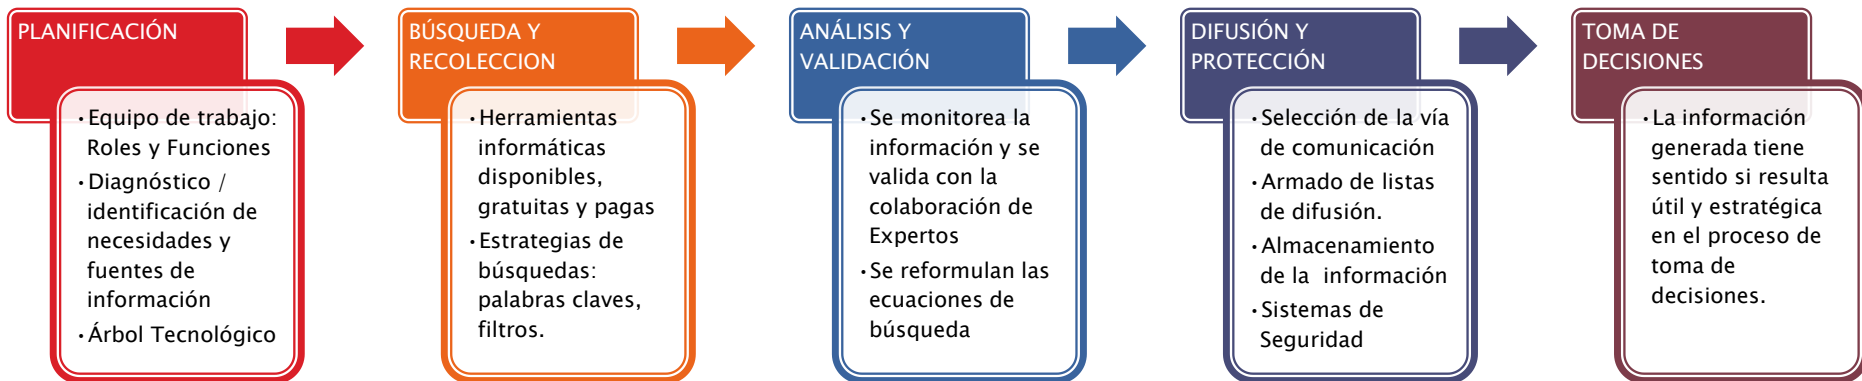 PLANIFICACIÓN
· Equipo de trabajo:
Roles y Funciones
· Diagnóstico /
identificación de
necesidades y
fuentes de
información
· Árbol Tecnológico
BÚSQUEDA Y
RECOLECCION
· Herramientas
informáticas
disponibles,
gratuitas y pagas
· Estrategias de
búsquedas:
palabras claves,
filtros.
ANÁLISIS Y
VALIDACIÓN
· Se monitorea la
información y se
valida con la
colaboración de
Expertos
· Se reformulan las
ecuaciones de
búsqueda
DIFUSIÓN Y
PROTECCIÓN
· Selección de la vía
de comunicación
· Armado de listas
de difusión.
· Almacenamiento
de la información
· Sistemas de
Seguridad
TOMA DE
DECISIONES
· La información
generada tiene
sentido si resulta
útil y estratégica
en el proceso de
toma de
decisiones.